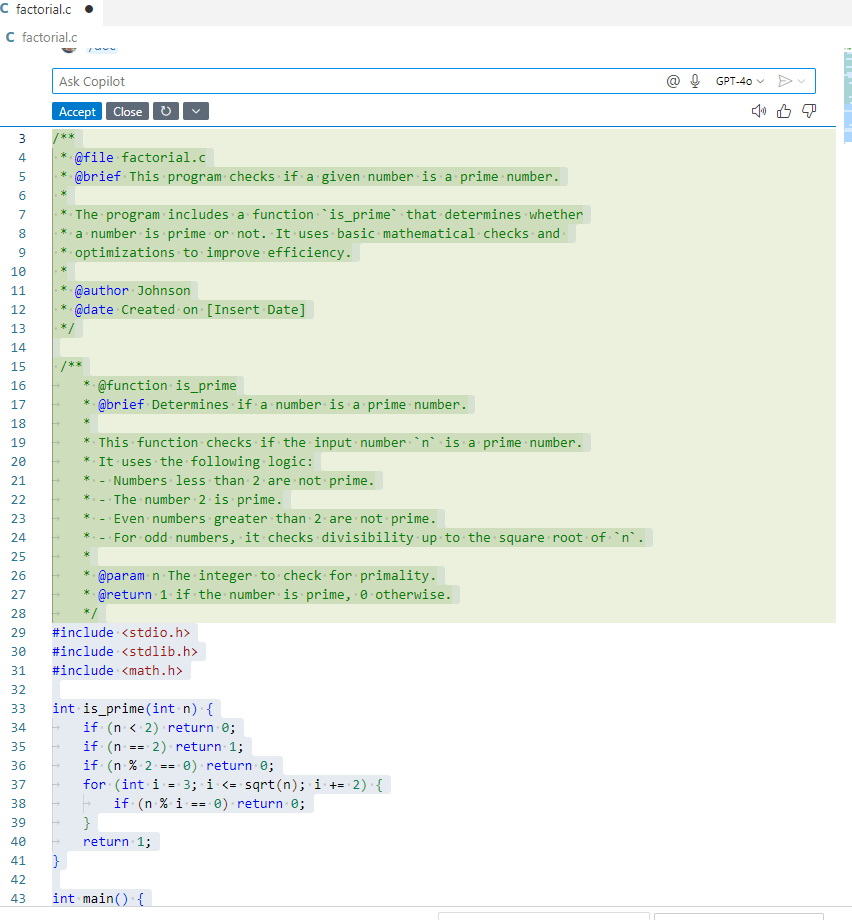 factorial.c
factorial.c
/doc
Ask Copilot
@ GPT-4o
Accept Close
3 /**
4 * @file factorial.c
5 * @brief This program checks if a given number is a prime number.
6 *
7 * The program includes a function `is_prime` that determines whether
8 * a number is prime or not. It uses basic mathematical checks and
9 * optimizations to improve efficiency.
10 *
11 * @author Johnson
12 * @date Created on [Insert Date]
13 */
14
15 /**
16 * @function is_prime
17 * @brief Determines if a number is a prime number.
18 *
19 * This function checks if the input number `n` is a prime number.
20 * It uses the following logic:
21 * - Numbers less than 2 are not prime.
22 * - The number 2 is prime.
23 * - Even numbers greater than 2 are not prime.
24 * - For odd numbers, it checks divisibility up to the square root of `n`.
25 *
26 * @param n The integer to check for primality.
27 * @return 1 if the number is prime, 0 otherwise.
28 */
29 #include <stdio.h>
30 #include <stdlib.h>
31 #include <math.h>
32
33 int is_prime(int n) {
34 if (n < 2) return 0;
35 if (n == 2) return 1;
36 if (n % 2 == 0) return 0;
37 for (int i = 3; i <= sqrt(n); i += 2) {
38 if (n % i == 0) return 0;
39 }
40 return 1;
41 }
42
43 int main() {